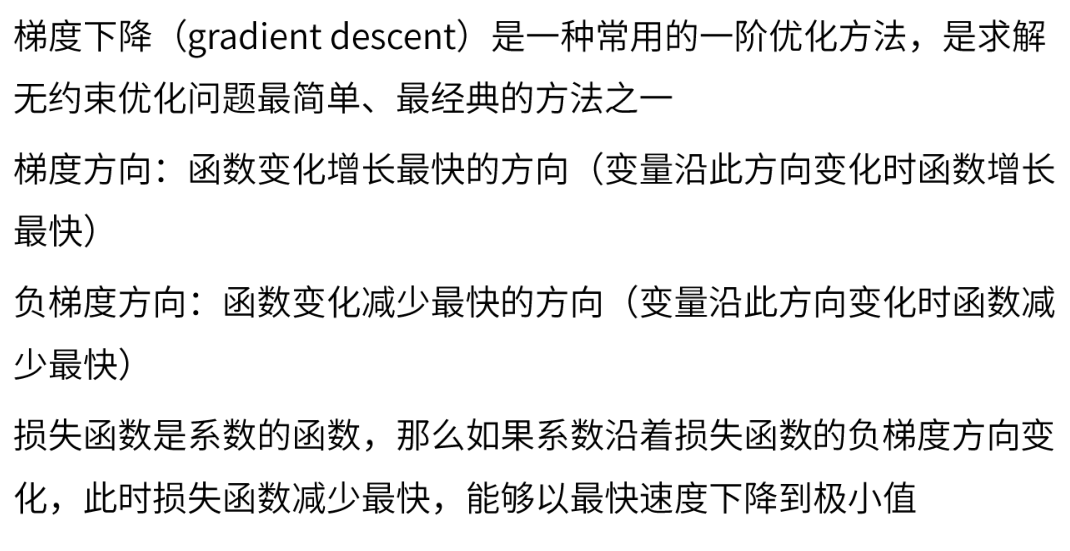 梯度下降（gradient descent）是一种常用的一阶优化方法，是求解
无约束优化问题最简单、最经典的方法之一
梯度方向：函数变化增长最快的方向（变量沿此方向变化时函数增长
最快）
负梯度方向：函数变化减少最快的方向（变量沿此方向变化时函数减
少最快）
损失函数是系数的函数，那么如果系数沿着损失函数的负梯度方向变
化，此时损失函数减少最快，能够以最快速度下降到极小值